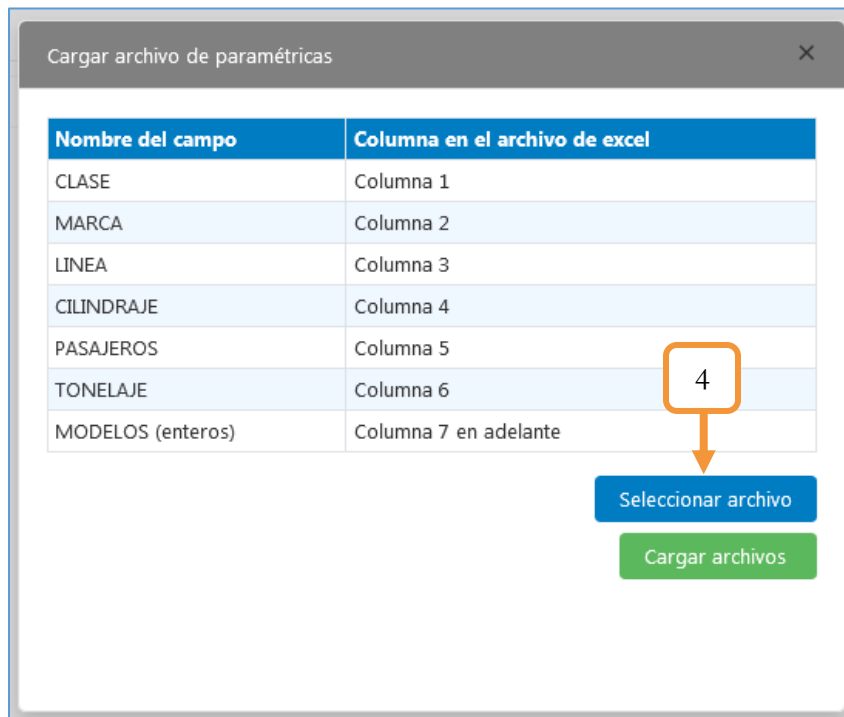 Cargar archivo de paramétricas ×
Nombre del campo Columna en el archivo de excel
CLASE Columna 1
MARCA Columna 2
LINEA Columna 3
CILINDRAJE Columna 4
PASAJEROS Columna 5
TONELAJE Columna 6
MODELOS (enteros) Columna 7 en adelante
4
Seleccionar archivo
Cargar archivos